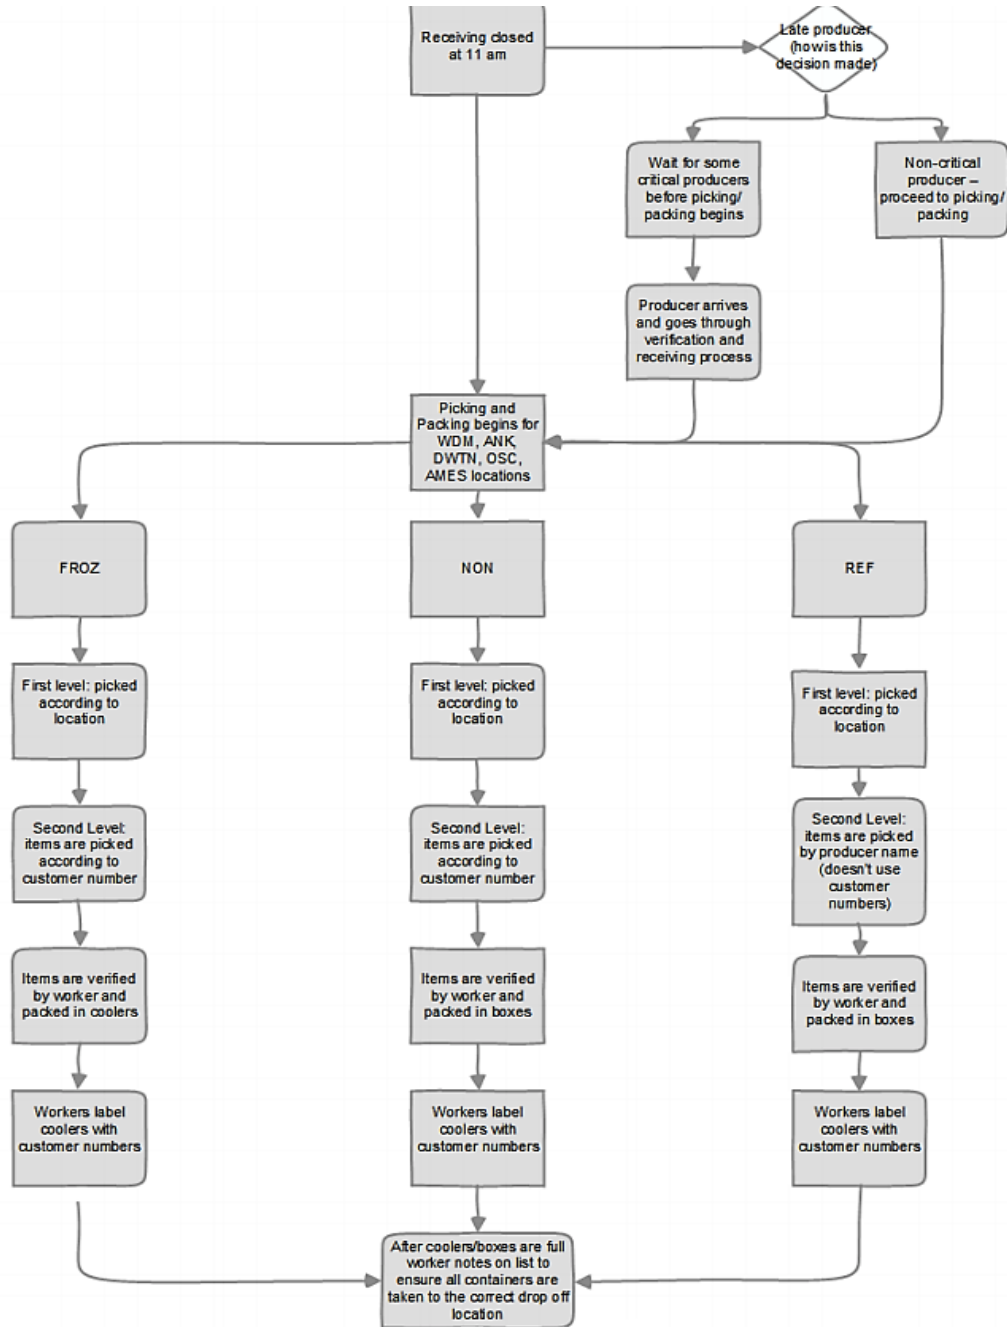 Receiving closed
at 11 am
Late producer
(how is this
decision made)
Wait for some
critical producers
before picking/
packing begins
Non-critical
producer –
proceed to picking/
packing
Producer arrives
and goes through
verification and
receiving process
Picking and
Packing begins for
WDM, ANK,
DWTN, OSC,
AMES locations
FROZ
NON
REF
First level: picked
according to
location
First level: picked
according to
location
First level: picked
according to
location
Second Level:
items are picked
according to
customer number
Second Level:
items are picked
according to
customer number
Second Level:
items are picked
by producer name
(doesn't use
customer
numbers)
Items are verified
by worker and
packed in coolers
Items are verified
by worker and
packed in boxes
Items are verified
by worker and
packed in boxes
Workers label
coolers with
customer numbers
Workers label
coolers with
customer numbers
Workers label
coolers with
customer numbers
After coolers/boxes are full
worker notes on list to
ensure all containers are
taken to the correct drop off
location